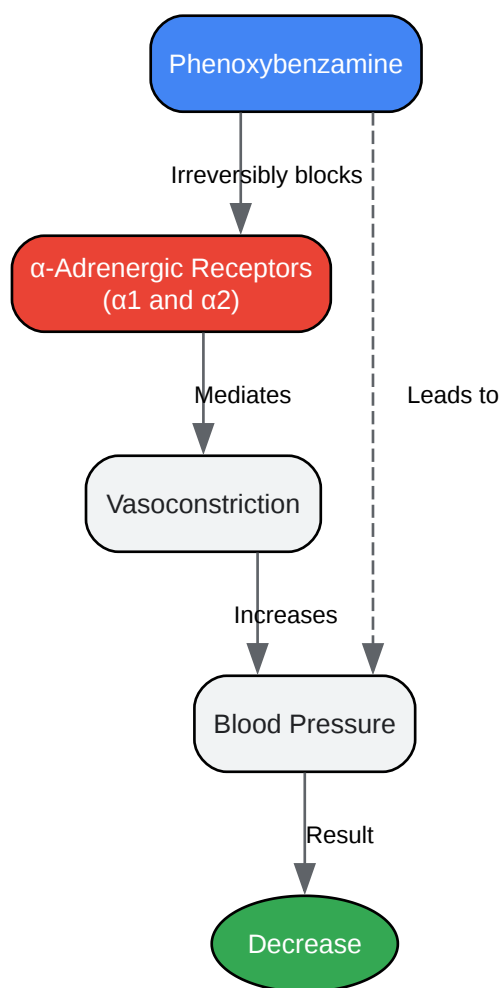 Phenoxybenzamine
Irreversibly blocks
α-Adrenergic Receptors
(α1 and α2)
Mediates
Leads to
Vasoconstriction
Increases
Blood Pressure
Result
Decrease